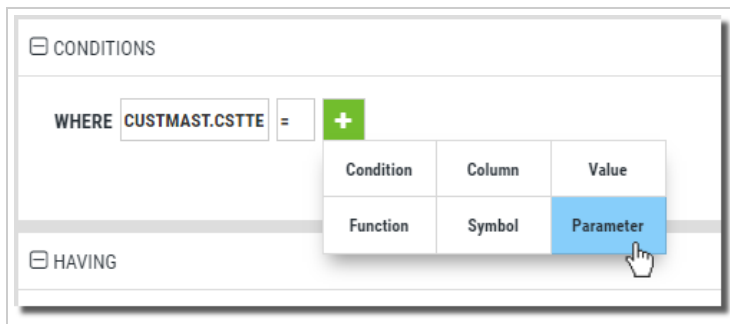 CONDITIONS
WHERE CUSTMAST.CSTTE = +
Condition Column Value
Function Symbol Parameter
HAVING